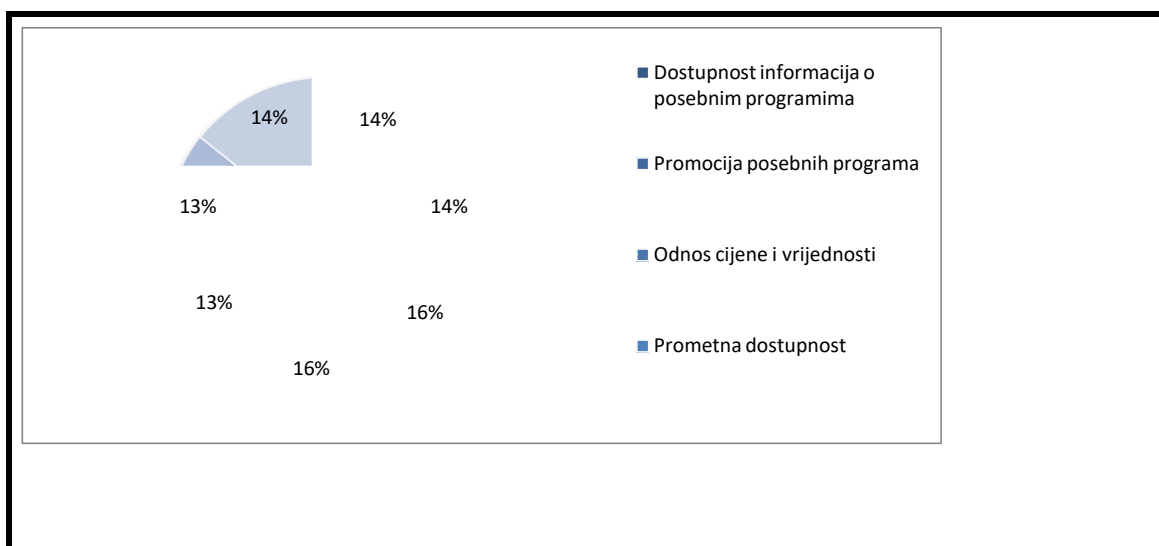 14%
14%
13%
14%
13%
16%
16%
Dostupnost informacija o
posebnim programima
Promocija posebnih programa
Odnos cijene i vrijednosti
Prometna dostupnost